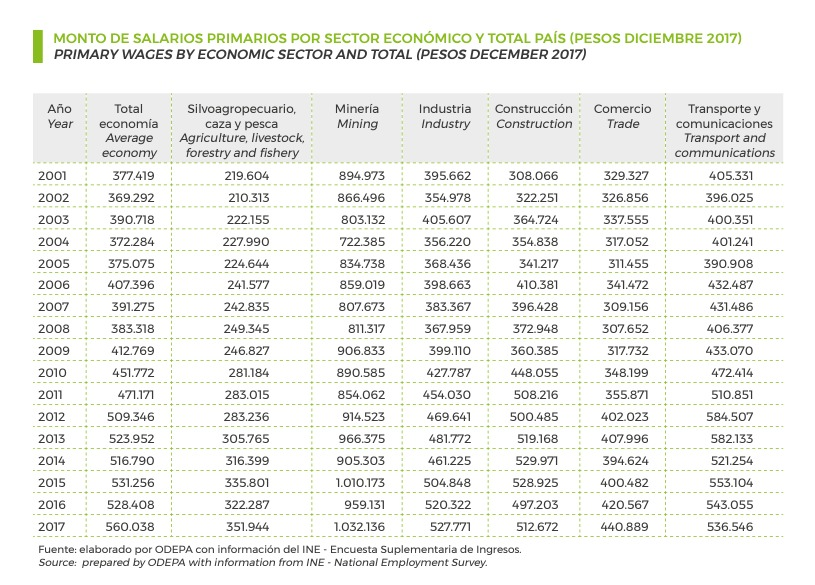 MONTO DE SALARIOS PRIMARIOS POR SECTOR ECONÓMICO Y TOTAL PAÍS (PESOS DICIEMBRE 2017)
PRIMARY WAGES BY ECONOMIC SECTOR AND TOTAL (PESOS DECEMBER 2017)
Año Total Silvoagropecuario, Minería Industria Construcción Comercio Transporte y
Year economía caza y pesca Mining Industry Construction Trade comunicaciones
Average Agriculture, livestock, Transport and
economy forestry and fishery communications
2001 377.419 219.604 894.973 395.662 308.066 329.327 405.331
2002 369.292 210.313 866.496 354.978 322.251 326.856 396.025
2003 390.718 222.155 803.132 405.607 364.724 337.555 400.351
2004 372.284 227.990 722.385 356.220 354.838 317.052 401.241
2005 375.075 224.644 834.738 368.436 341.217 311.455 390.908
2006 407.396 241.577 859.019 398.663 410.381 341.472 432.487
2007 391.275 242.835 807.673 383.367 396.428 309.156 431.486
2008 383.318 249.345 811.317 367.959 372.948 307.652 406.377
2009 412.769 246.827 906.833 399.110 360.385 317.732 433.070
2010 451.772 281.184 890.585 427.787 448.055 348.199 472.414
2011 471.171 283.015 854.062 454.030 508.216 355.871 510.851
2012 509.346 283.236 914.523 469.641 500.485 402.023 584.507
2013 523.952 305.765 966.375 481.772 519.168 407.996 582.133
2014 516.790 316.399 905.303 461.225 529.971 394.624 521.254
2015 531.256 335.801 1.010.173 504.848 528.925 400.482 553.104
2016 528.408 322.287 959.131 520.322 497.203 420.567 543.055
2017 560.038 351.944 1.032.136 527.771 512.672 440.889 536.546
Fuente: elaborado por ODEPA con información del INE - Encuesta Suplementaria de Ingresos.
Source: prepared by ODEPA with information from INE - National Employment Survey.